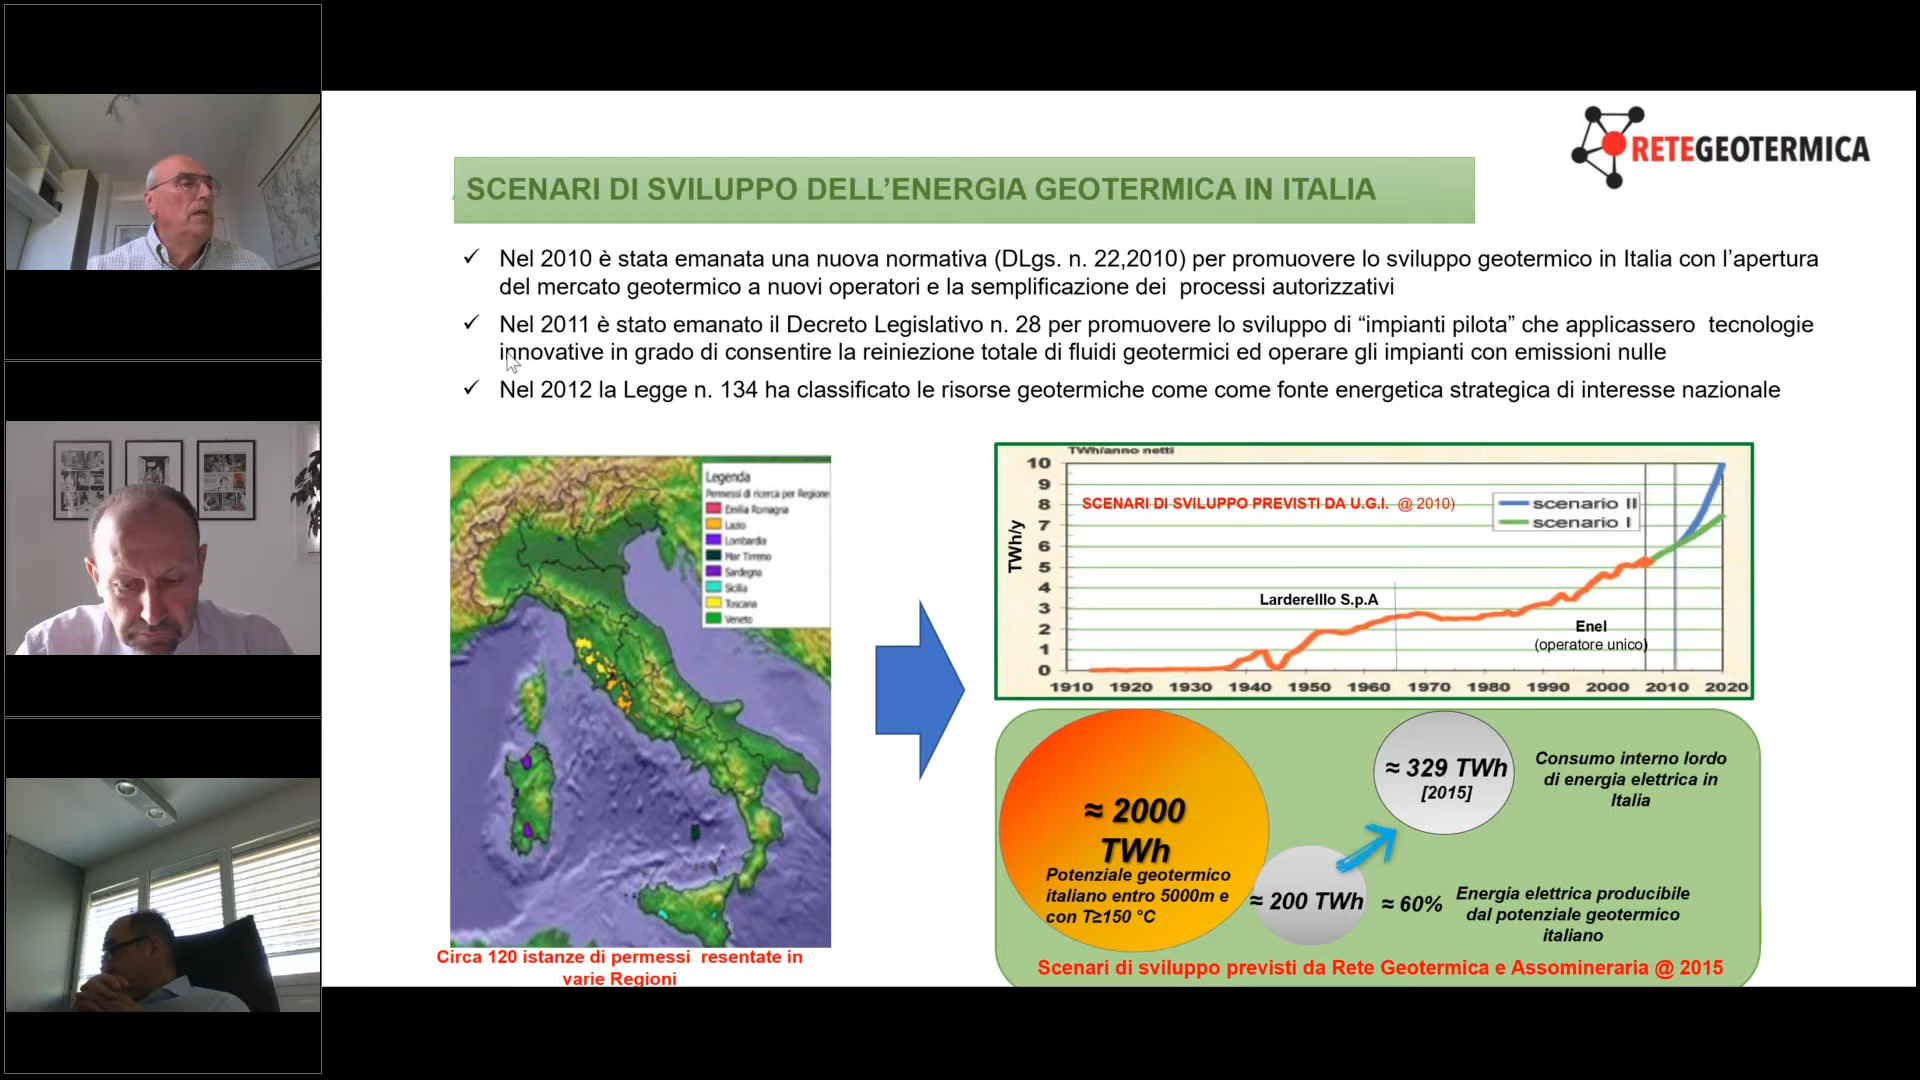 RETEGEOTERMICA
SCENARI DI SVILUPPO DELL’ENERGIA GEOTERMICA IN ITALIA
✓ Nel 2010 è stata emanata una nuova normativa (DLgs. n. 22,2010) per promuovere lo sviluppo geotermico in Italia con l’apertura
del mercato geotermico a nuovi operatori e la semplificazione dei processi autorizzativi
✓ Nel 2011 è stato emanato il Decreto Legislativo n. 28 per promuovere lo sviluppo di “impianti pilota” che applicassero tecnologie
innovative in grado di consentire la reiniezione totale di fluidi geotermici ed operare gli impianti con emissioni nulle
✓ Nel 2012 la Legge n. 134 ha classificato le risorse geotermiche come come fonte energetica strategica di interesse nazionale
Legenda
Permessi di ricerca per Regione
Emilia Romagna
Lazio
Lombardia
Mar Tirreno
Sardegna
Sicilia
Toscana
Veneto
Circa 120 istanze di permessi resentate in
varie Regioni
TWh/anno netti
TWh/y
10
9
8
7
6
5
4
3
2
1
0
SCENARI DI SVILUPPO PREVISTI DA U.G.I. @ 2010)
scenario II
scenario I
Larderelllo S.p.A
Enel
(operatore unico)
1910 1920 1930 1940 1950 1960 1970 1980 1990 2000 2010 2020
≈ 2000
TWh
Potenziale geotermico
italiano entro 5000m e
con T≥150 °C
≈ 329 TWh
[2015]
Consumo interno lordo
di energia elettrica in
Italia
≈ 200 TWh
≈ 60%
Energia elettrica producibile
dal potenziale geotermico
italiano
Scenari di sviluppo previsti da Rete Geotermica e Assomineraria @ 2015